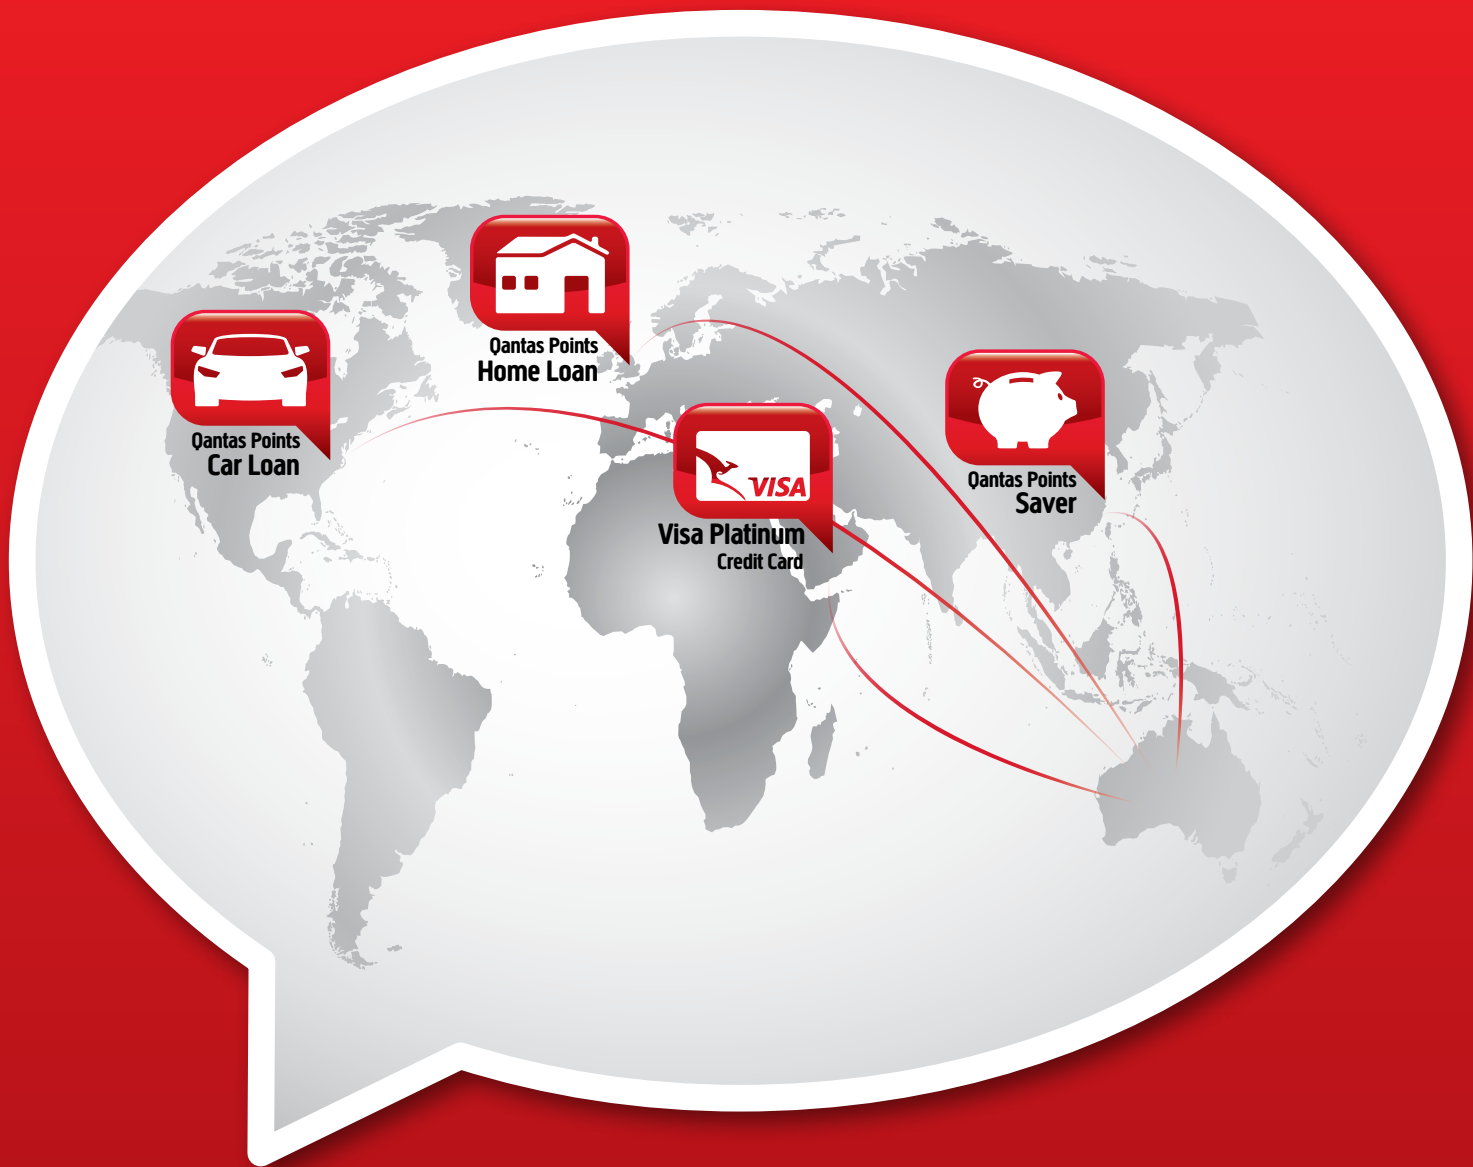 Qantas Points
Home Loan
Qantas Points
Car Loan
VISA
Visa Platinum
Credit Card
Qantas Points
Saver